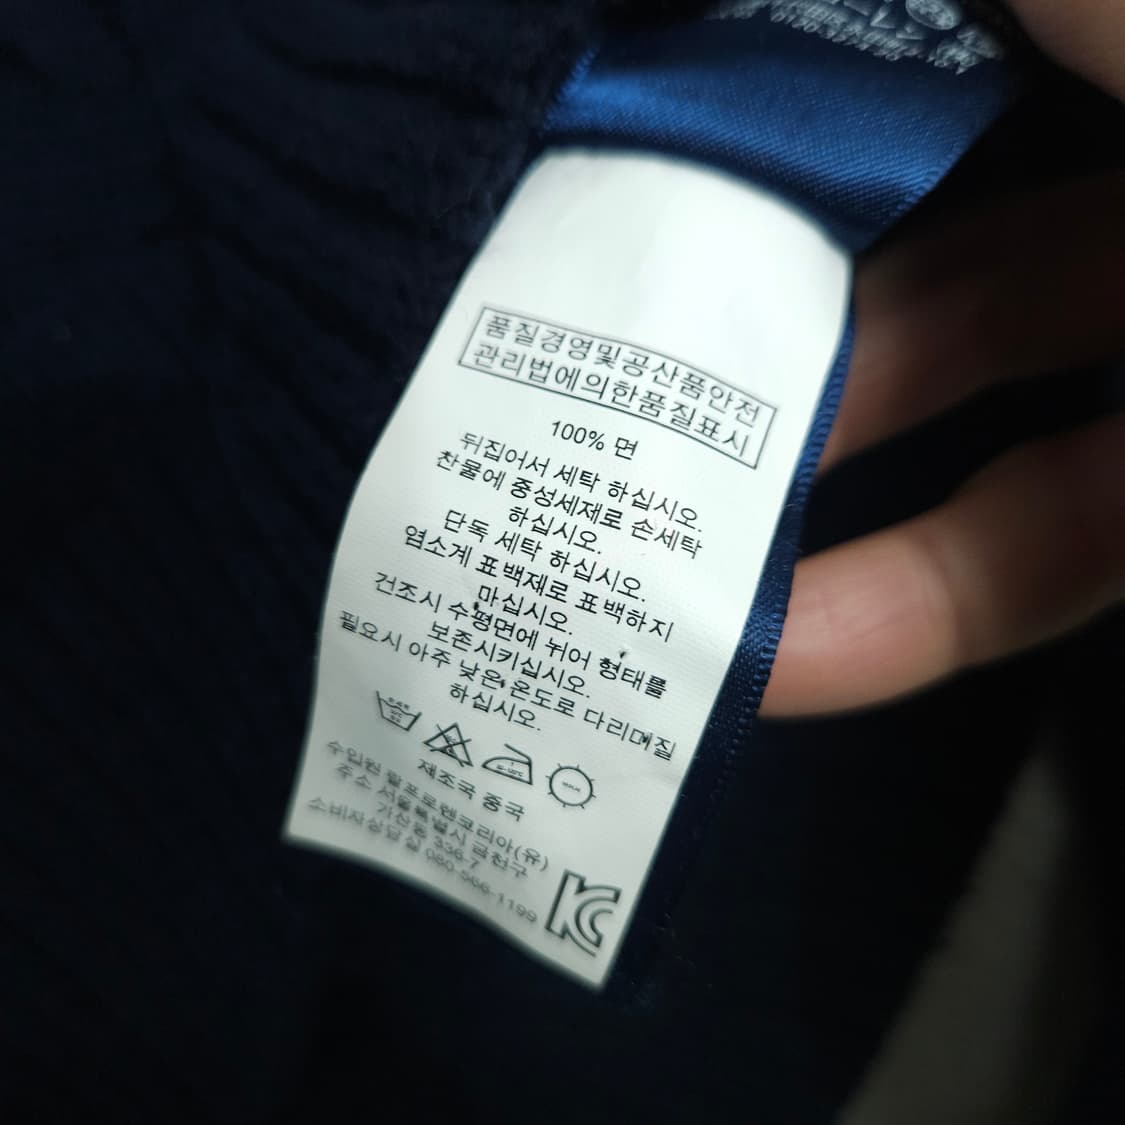 ーレン (株)
품질경영및공산품안전
관리법에의한품질표시
100% 면
뒤집어서 세탁 하십시오.
찬물에 중성세제로 손세탁
하십시오.
단독 세탁 하십시오.
염소계 표백제로 표백하지
마십시오.
건조시 수평면에 뉘어 형태를
보존시키십시오.
필요시 아주 낮은 온도로 다리미질
하십시오.
제조국 중국
수입원 랄프로렌코리아(유)
주소 서울특별시 금천구
가산동 336-7
소비자상담실 080-566-1199
KC